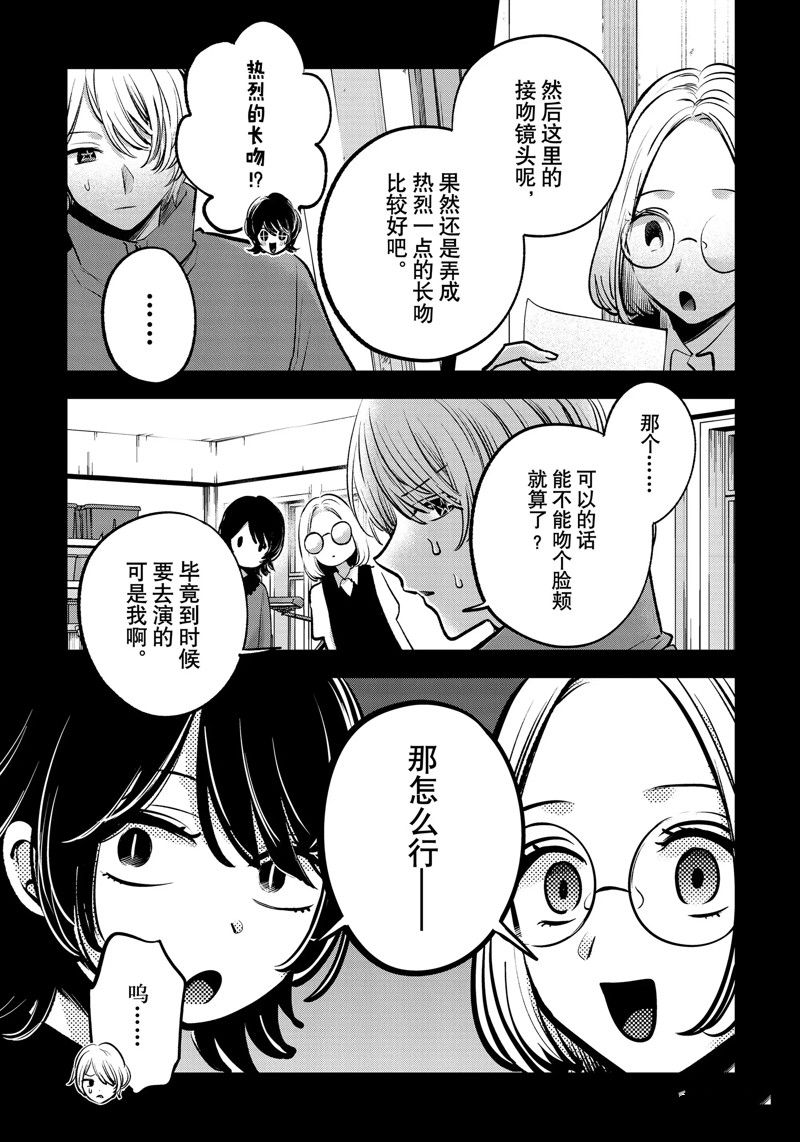 然后这里的
接吻镜头呢，
果然还是弄成
热烈一点的长吻
比较好吧。
热烈
的长吻
!?
……
那个……
可以的话
能不能吻个脸颊
就算了？
毕竟到时候
要去演的
可是我啊。
那怎么行——
呜……